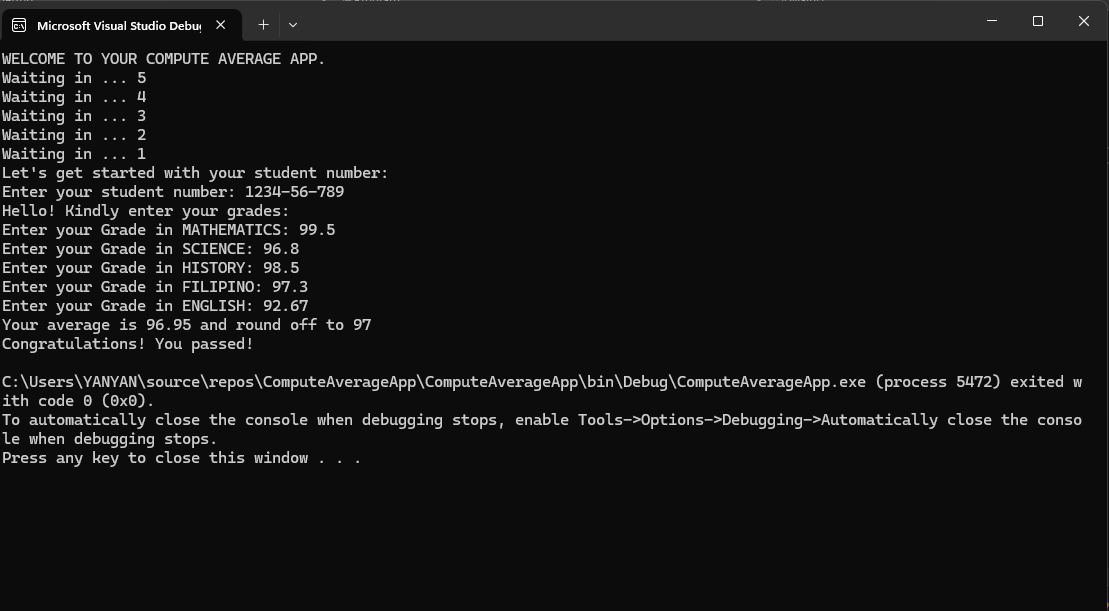 Microsoft Visual Studio Debu
WELCOME TO YOUR COMPUTE AVERAGE APP.
Waiting in ... 5
Waiting in ... 4
Waiting in ... 3
Waiting in ... 2
Waiting in ... 1
Let's get started with your student number:
Enter your student number: 1234-56-789
Hello! Kindly enter your grades:
Enter your Grade in MATHEMATICS: 99.5
Enter your Grade in SCIENCE: 96.8
Enter your Grade in HISTORY: 98.5
Enter your Grade in FILIPINO: 97.3
Enter your Grade in ENGLISH: 92.67
Your average is 96.95 and round off to 97
Congratulations! You passed!
C:\Users\YANYAN\source\repos\ComputeAverageApp\ComputeAverageApp\bin\Debug\ComputeAverageApp.exe (process 5472) exited w
ith code 0 (0x0).
To automatically close the console when debugging stops, enable Tools->Options->Debugging->Automatically close the conso
le when debugging stops.
Press any key to close this window . . .